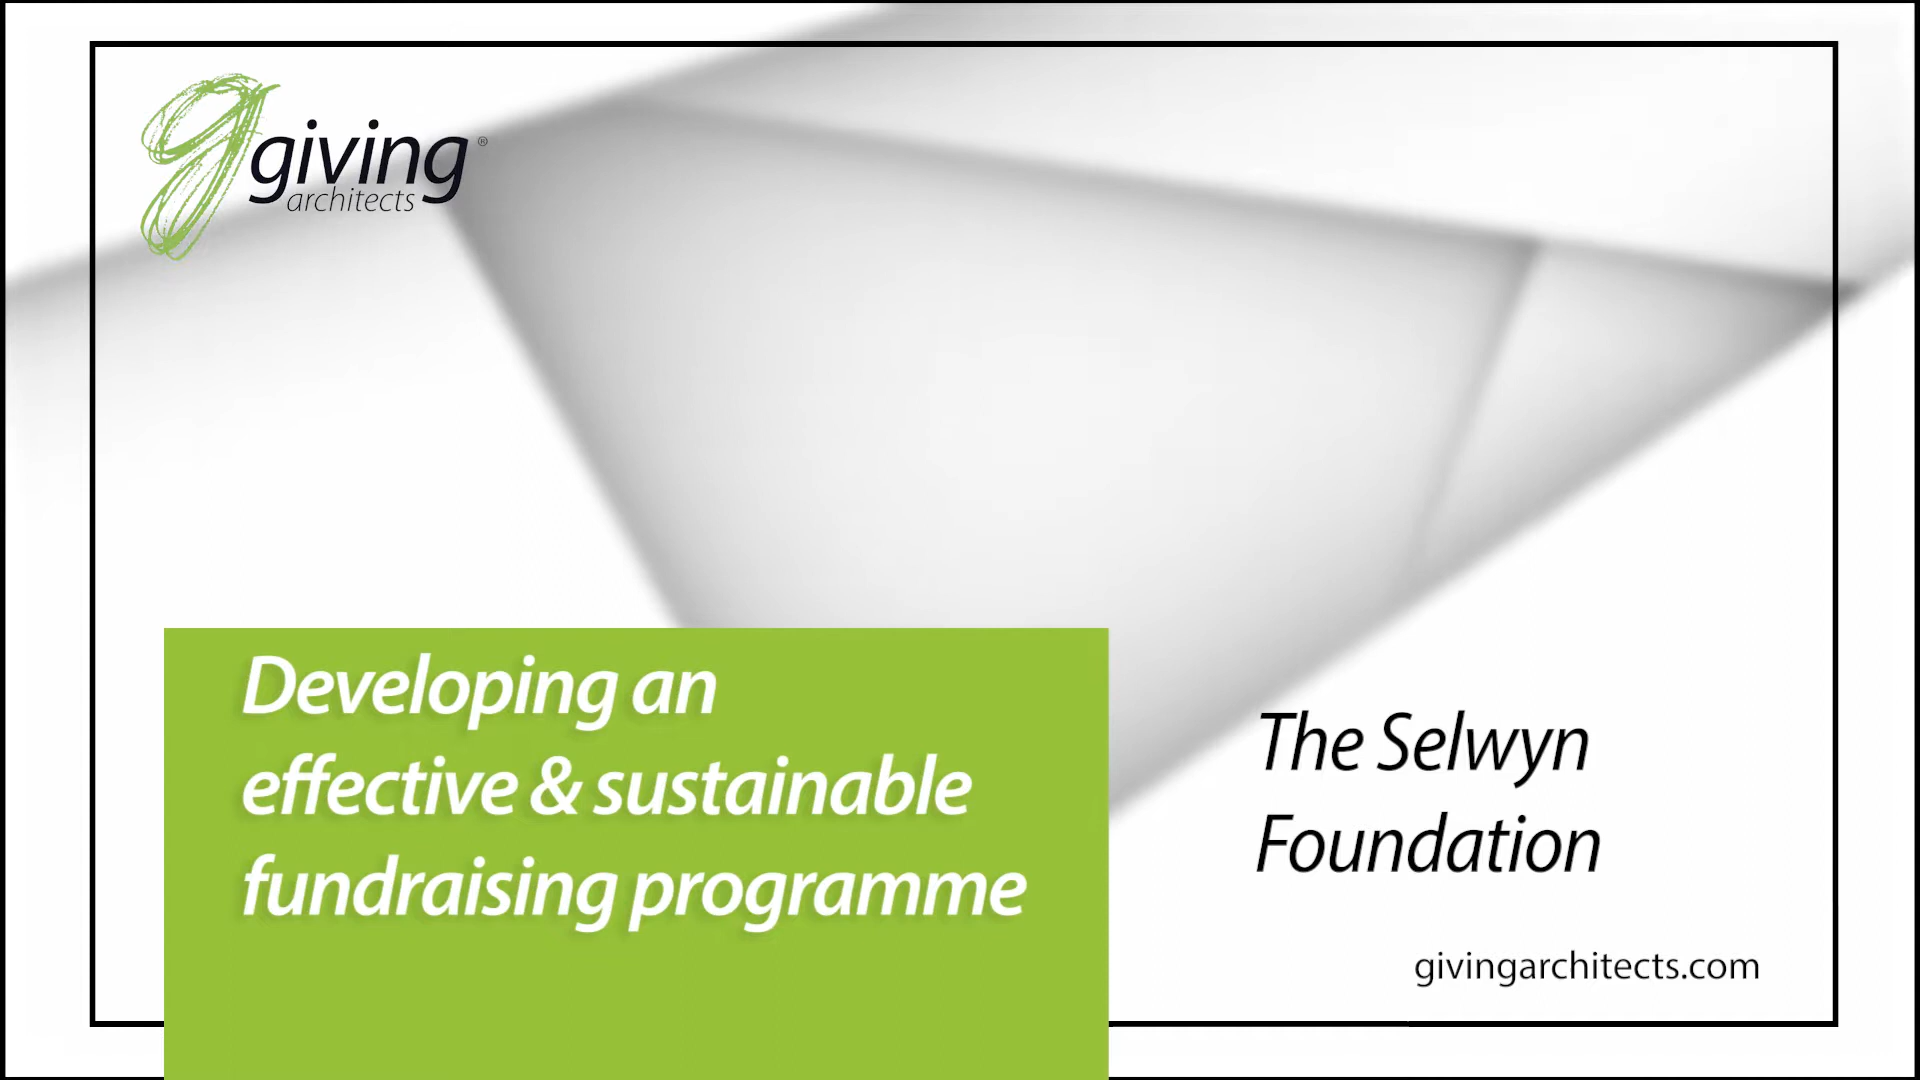 giving®
architects
Developing an
effective & sustainable
fundraising programme
The Selwyn
Foundation
givingarchitects.com